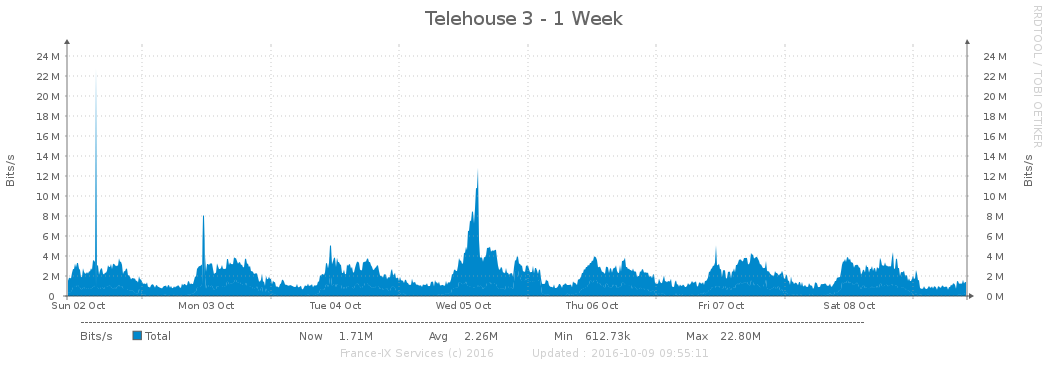 Telehouse 3 - 1 Week
RRDTOOL / TOBI OETIKER
Bits/s
24 M 24 M
22 M 22 M
20 M 20 M
18 M 18 M
16 M 16 M
14 M 14 M
12 M 12 M
10 M 10 M
8 M 8 M
6 M 6 M
4 M 4 M
2 M 2 M
0 0 M
Bits/s
Sun 02 Oct Mon 03 Oct Tue 04 Oct Wed 05 Oct Thu 06 Oct Fri 07 Oct Sat 08 Oct
Bits/s Total Now 1.71M Avg 2.26M Min 612.73k Max 22.80M
France-IX Services (c) 2016 Updated : 2016-10-09 09:55:11